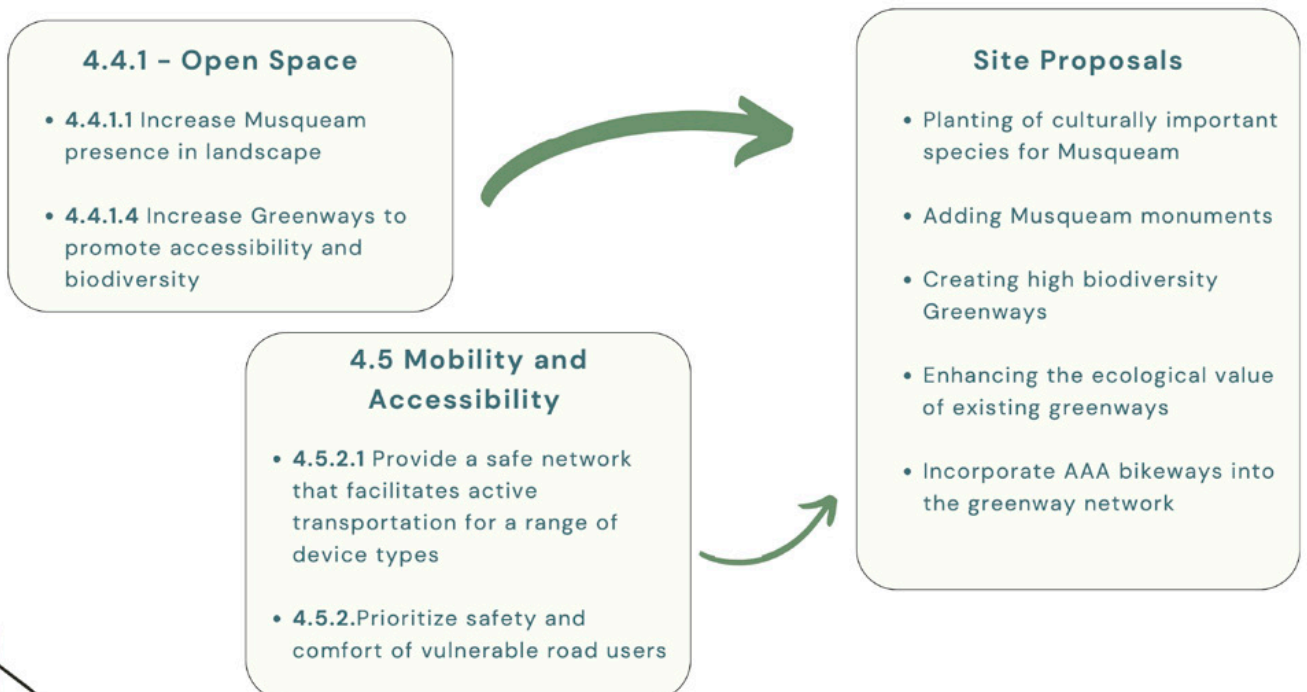 4.4.1 - Open Space
• 4.4.1.1 Increase Musqueam
presence in landscape
• 4.4.1.4 Increase Greenways to
promote accessibility and
biodiversity
4.5 Mobility and
Accessibility
• 4.5.2.1 Provide a safe network
that facilitates active
transportation for a range of
device types
• 4.5.2.Prioritize safety and
comfort of vulnerable road users
Site Proposals
• Planting of culturally important
species for Musqueam
• Adding Musqueam monuments
• Creating high biodiversity
Greenways
• Enhancing the ecological value
of existing greenways
• Incorporate AAA bikeways into
the greenway network